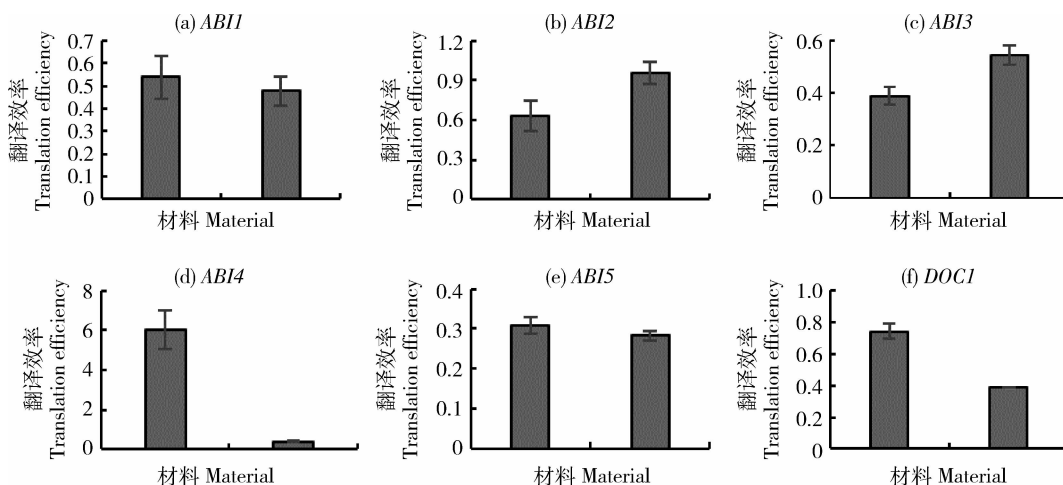 (a) ABI1
翻译效率
Translation efficiency
0.7
0.6
0.5
0.4
0.3
0.2
0.1
0
材料 Material
(b) ABI2
翻译效率
Translation efficiency
1.2
0.9
0.6
0.3
0
材料 Material
(c) ABI3
翻译效率
Translation efficiency
0.6
0.4
0.2
0
材料 Material
(d) ABI4
翻译效率
Translation efficiency
8
6
4
2
0
材料 Material
(e) ABI5
翻译效率
Translation efficiency
0.4
0.3
0.2
0.1
0
材料 Material
(f) DOC1
翻译效率
Translation efficiency
1.0
0.8
0.6
0.4
0.2
0
材料 Material